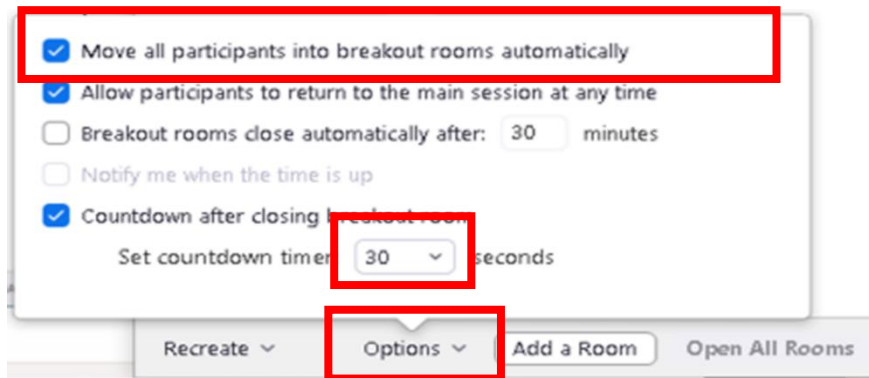 Move all participants into breakout rooms automatically
Allow participants to return to the main session at any time
Breakout rooms close automatically after: 30 minutes
Notify me when the time is up
Countdown after closing breakout room
Set countdown timer 30 seconds
Recreate Options Add a Room Open All Rooms